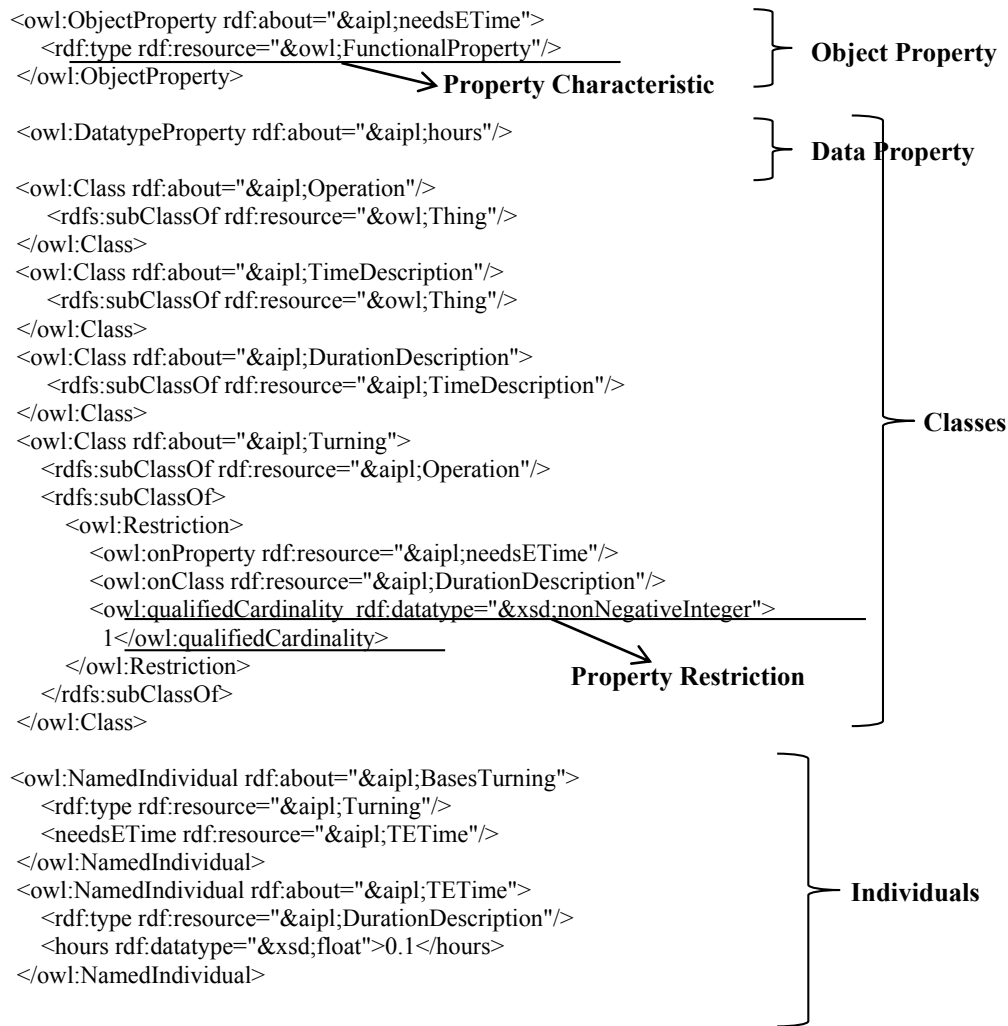 <owl:ObjectProperty rdf:about="&aipl;needsETime">
<rdf:type rdf:resource="&owl;FunctionalProperty"/>
</owl:ObjectProperty>
Object Property
Property Characteristic
<owl:DatatypeProperty rdf:about="&aipl;hours"/>
Data Property
<owl:Class rdf:about="&aipl;Operation"/>
<rdfs:subClassOf rdf:resource="&owl;Thing"/>
</owl:Class>
<owl:Class rdf:about="&aipl;TimeDescription"/>
<rdfs:subClassOf rdf:resource="&owl;Thing"/>
</owl:Class>
<owl:Class rdf:about="&aipl;DurationDescription">
<rdfs:subClassOf rdf:resource="&aipl;TimeDescription"/>
</owl:Class>
<owl:Class rdf:about="&aipl;Turning">
<rdfs:subClassOf rdf:resource="&aipl;Operation"/>
<rdfs:subClassOf>
<owl:Restriction>
<owl:onProperty rdf:resource="&aipl;needsETime"/>
<owl:onClass rdf:resource="&aipl;DurationDescription"/>
<owl:qualifiedCardinality rdf:datatype="&xsd;nonNegativeInteger">
1</owl:qualifiedCardinality>
</owl:Restriction>
</rdfs:subClassOf>
</owl:Class>
Classes
Property Restriction
<owl:NamedIndividual rdf:about="&aipl;BasesTurning">
<rdf:type rdf:resource="&aipl;Turning"/>
<needsETime rdf:resource="&aipl;TETime"/>
</owl:NamedIndividual>
<owl:NamedIndividual rdf:about="&aipl;TETime">
<rdf:type rdf:resource="&aipl;DurationDescription"/>
<hours rdf:datatype="&xsd;float">0.1</hours>
</owl:NamedIndividual>
Individuals